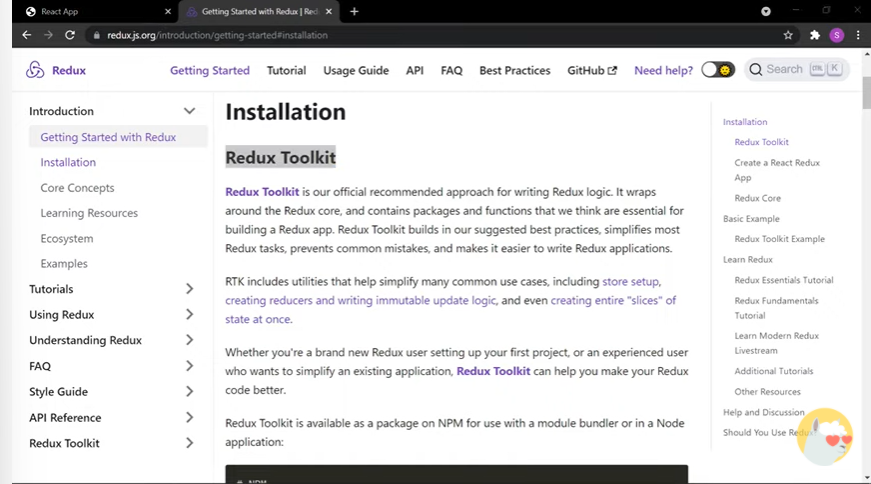 React App
Getting Started with Redux | Red
redux.js.org/introduction/getting-started#installation
S
Redux
Getting Started
Tutorial
Usage Guide
API
FAQ
Best Practices
GitHub
Need help?
Search
K
Introduction
Getting Started with Redux
Installation
Core Concepts
Learning Resources
Ecosystem
Examples
Tutorials
Using Redux
Understanding Redux
FAQ
Style Guide
API Reference
Redux Toolkit
Installation
Redux Toolkit
Redux Toolkit is our official recommended approach for writing Redux logic. It wraps
around the Redux core, and contains packages and functions that we think are essential for
building a Redux app. Redux Toolkit builds in our suggested best practices, simplifies most
Redux tasks, prevents common mistakes, and makes it easier to write Redux applications.
RTK includes utilities that help simplify many common use cases, including store setup,
creating reducers and writing immutable update logic, and even creating entire "slices" of
state at once.
Whether you're a brand new Redux user setting up your first project, or an experienced user
who wants to simplify an existing application, Redux Toolkit can help you make your Redux
code better.
Redux Toolkit is available as a package on NPM for use with a module bundler or in a Node
application:
# NPM
Installation
Redux Toolkit
Create a React Redux
App
Redux Core
Basic Example
Redux Toolkit Example
Learn Redux
Redux Essentials Tutorial
Redux Fundamentals
Tutorial
Learn Modern Redux
Livestream
Additional Tutorials
Other Resources
Help and Discussion
Should You Use Redux